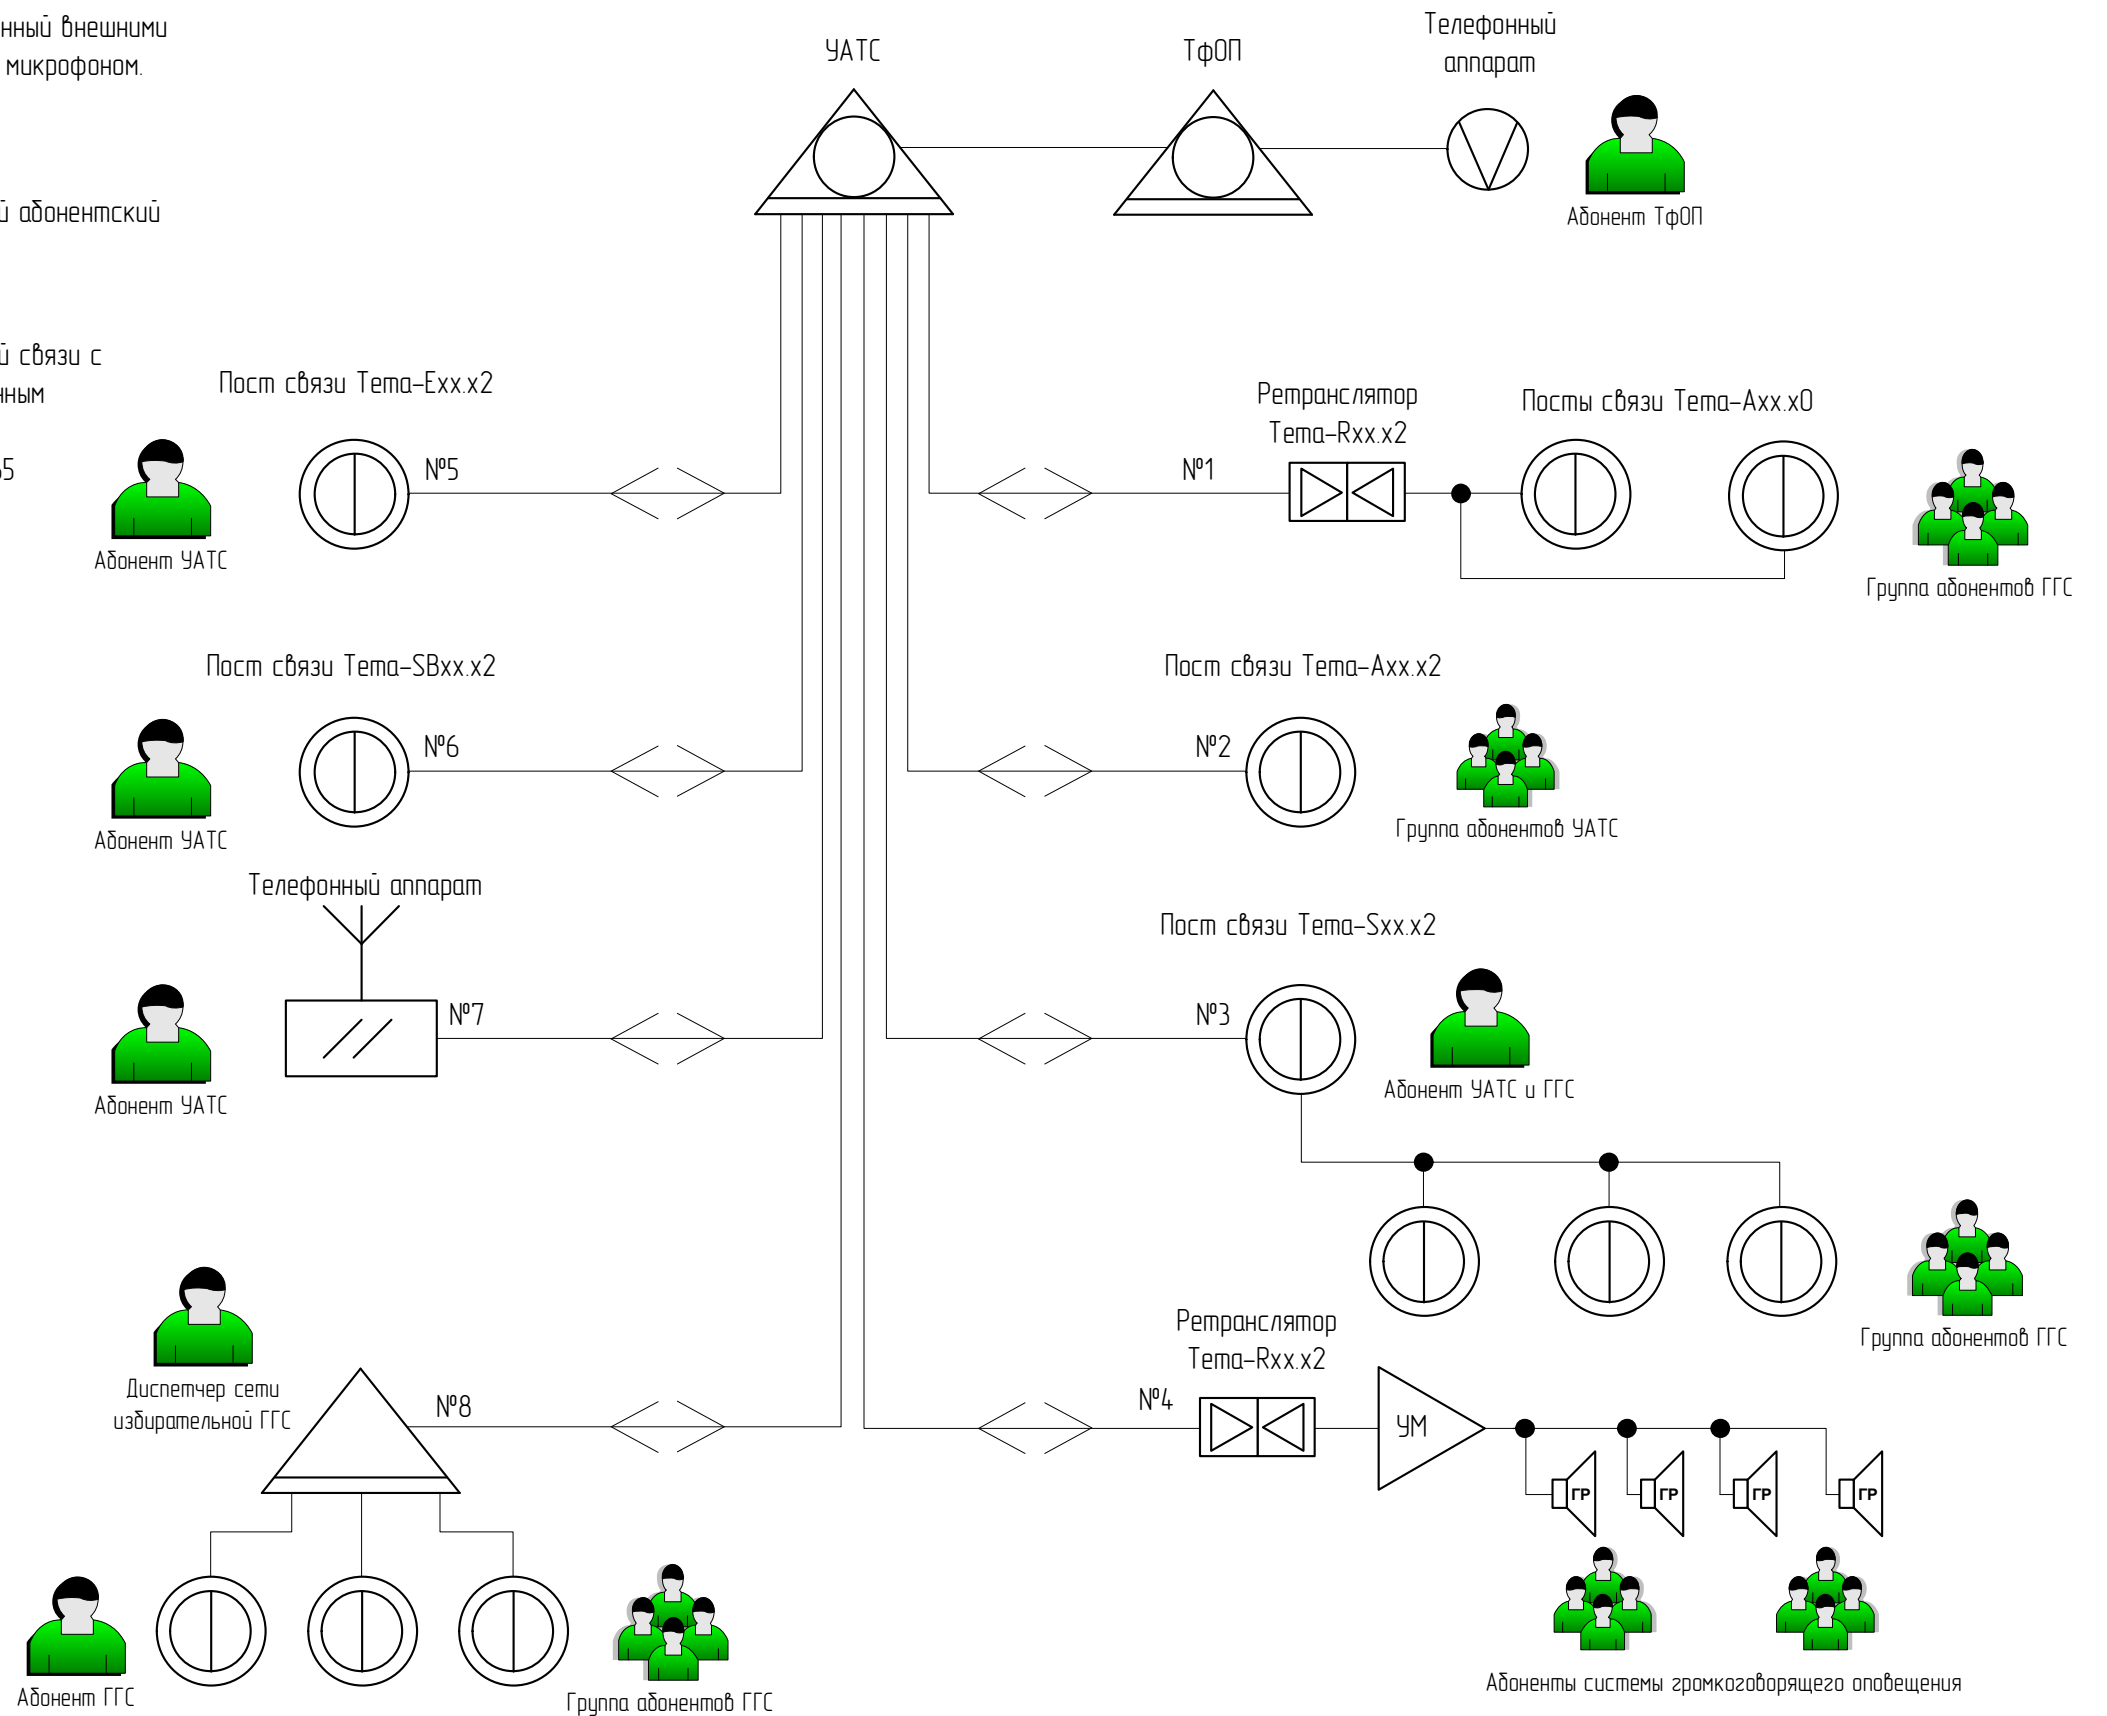 нный внешними
микрофоном.
й абонентский
й связи с
нным
УАТС
ТфОП
Телефонный
аппарат
Абонент ТфОП
Пост связи Tema-Exx.x2
№5
Абонент УАТС
Ретранслятор
Tema-Rxx.x2
№1
Посты связи Tema-Axx.x0
Группа абонентов ГГС
Пост связи Tema-SBxx.x2
№6
Абонент УАТС
Пост связи Tema-Axx.x2
№2
Группа абонентов УАТС
Телефонный аппарат
№7
Абонент УАТС
Пост связи Tema-Sxx.x2
№3
Абонент УАТС и ГГС
Группа абонентов ГГС
Диспетчер сети
избирательной ГГС
№8
Абонент ГГС
Группа абонентов ГГС
Ретранслятор
Tema-Rxx.x2
№4
УМ
ГР
ГР
ГР
ГР
Абоненты системы громкоговорящего оповещения